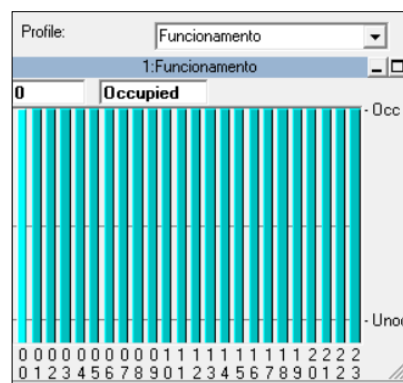 Profile: Funcionamento
1:Funcionamento
0 Occupied
Occ
Unoc
0 0 0 0 0 0 0 0 0 0 1 1 1 1 1 1 1 1 1 1 2 2 2 2
0 1 2 3 4 5 6 7 8 9 0 1 2 3 4 5 6 7 8 9 0 1 2 3